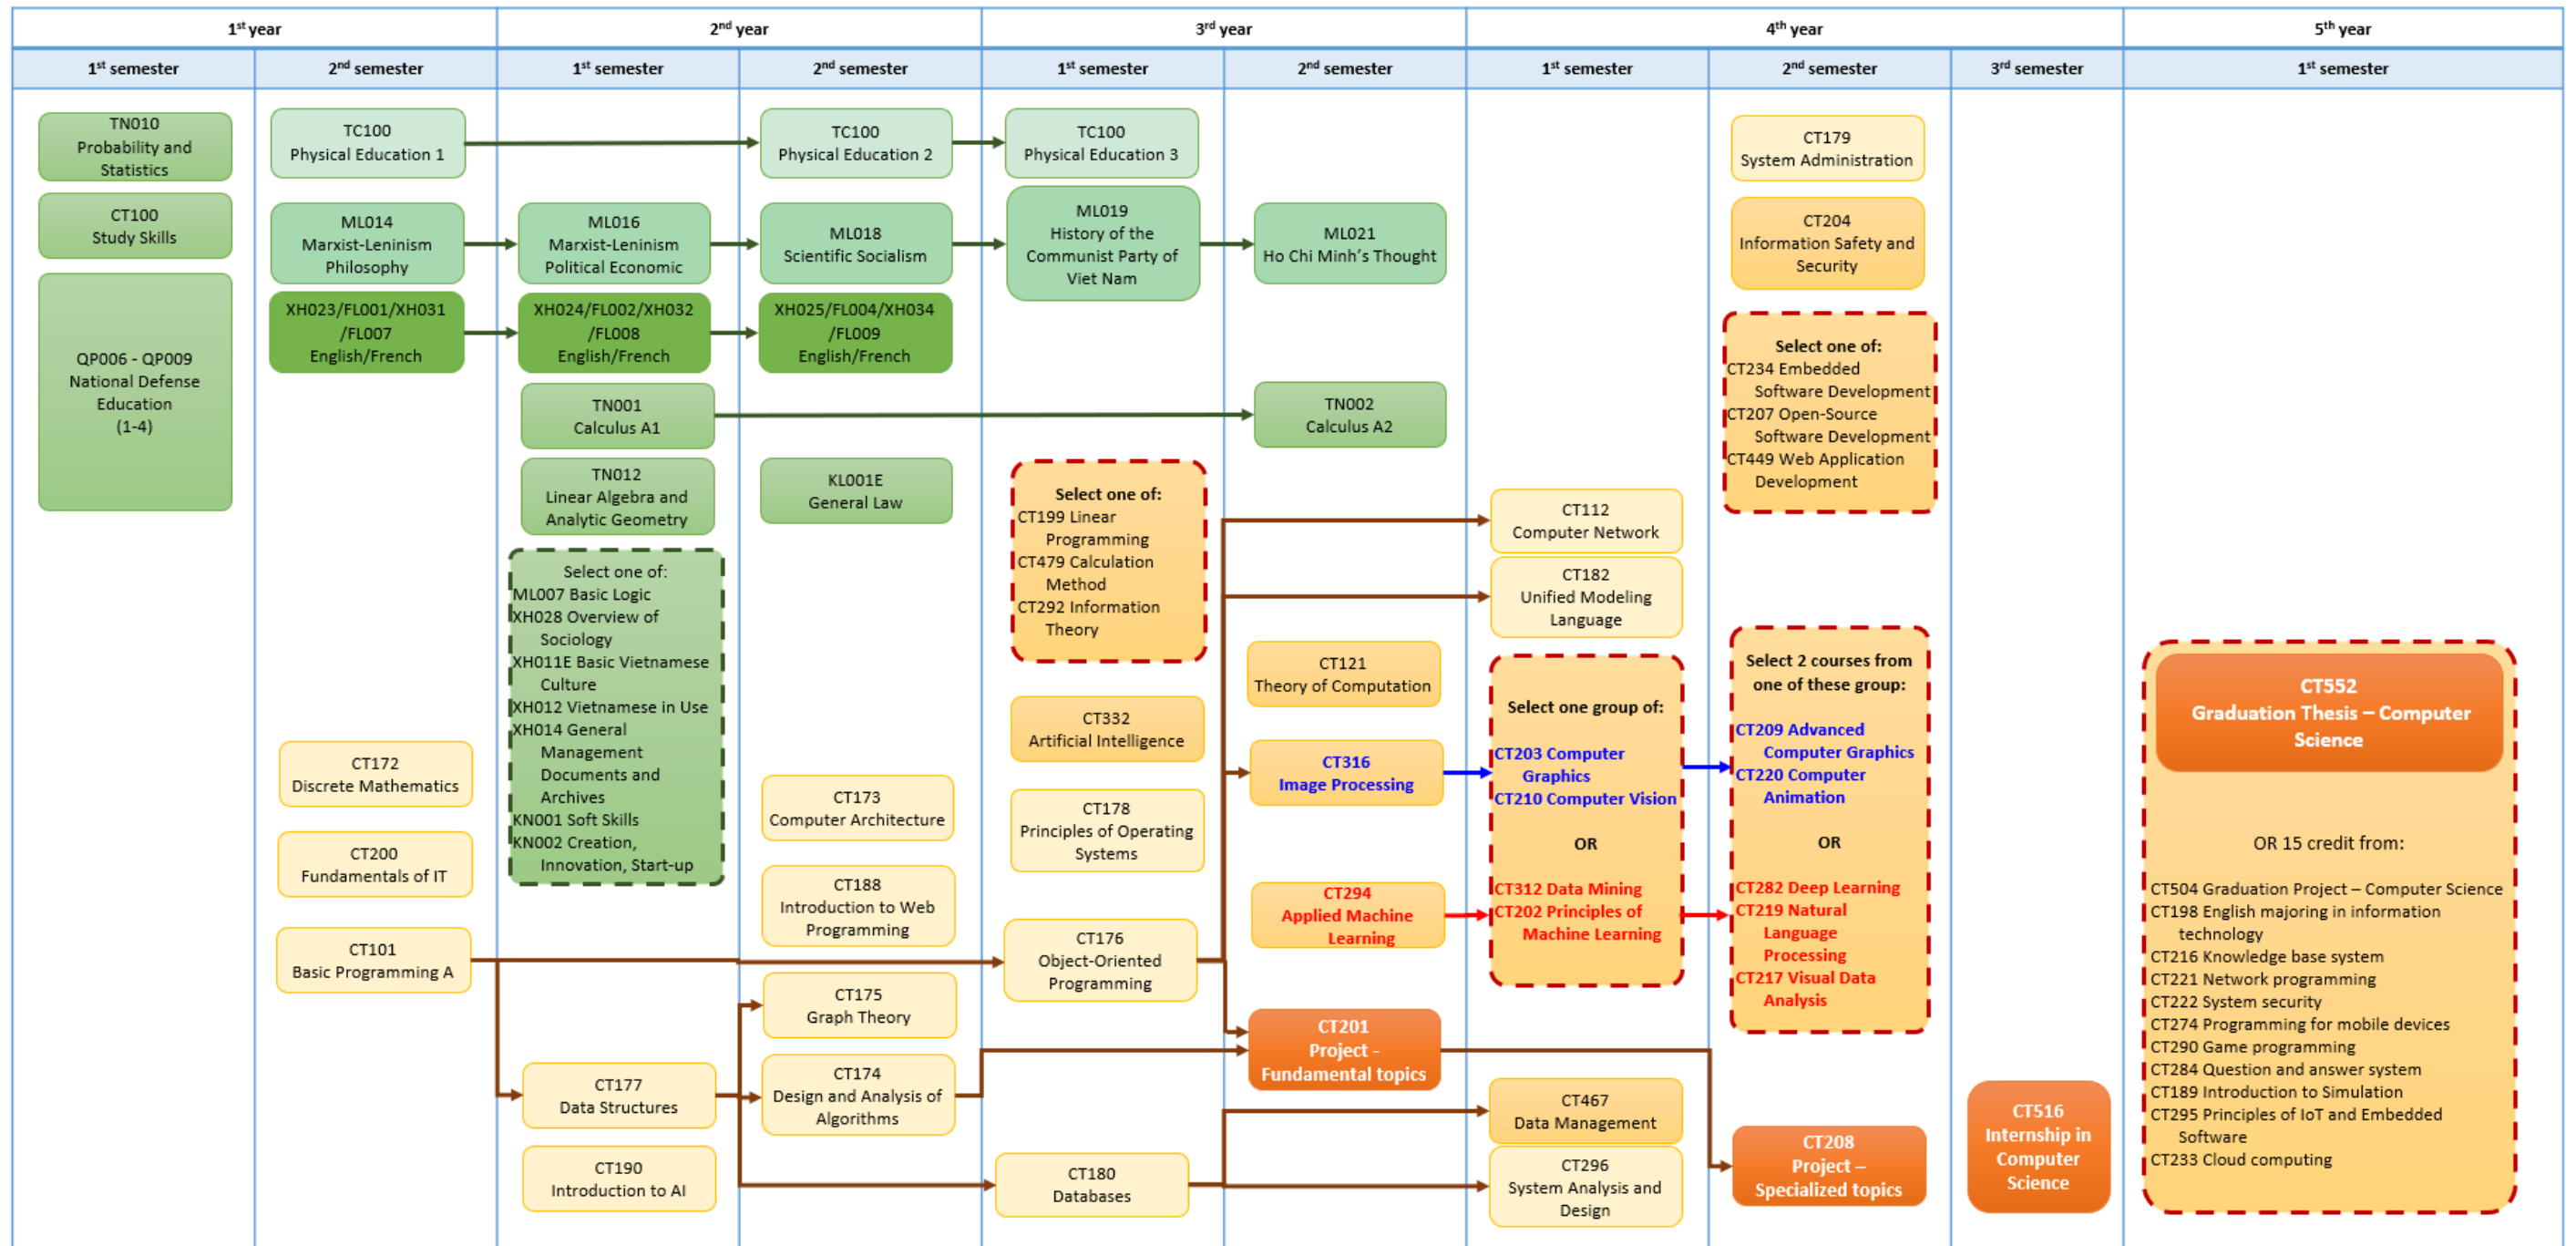 1st year
2nd year
3rd year
4th year
5th year
1st semester
2nd semester
1st semester
2nd semester
1st semester
2nd semester
1st semester
2nd semester
3rd semester
1st semester
TN010
Probability and
Statistics
CT100
Study Skills
QP006 - QP009
National Defense
Education
(1-4)
TC100
Physical Education 1
ML014
Marxist-Leninism
Philosophy
XH023/FL001/XH031
/FL007
English/French
CT172
Discrete Mathematics
CT200
Fundamentals of IT
CT101
Basic Programming A
ML016
Marxist-Leninism
Political Economic
XH024/FL002/XH032
/FL008
English/French
TN001
Calculus A1
TN012
Linear Algebra and
Analytic Geometry
Select one of:
ML007 Basic Logic
XH028 Overview of
Sociology
XH011E Basic Vietnamese
Culture
XH012 Vietnamese in Use
XH014 General
Management
Documents and
Archives
KN001 Soft Skills
KN002 Creation,
Innovation, Start-up
CT177
Data Structures
CT190
Introduction to AI
TC100
Physical Education 2
ML018
Scientific Socialism
XH025/FL004/XH034
/FL009
English/French
KL001E
General Law
CT173
Computer Architecture
CT188
Introduction to Web
Programming
CT175
Graph Theory
CT174
Design and Analysis of
Algorithms
TC100
Physical Education 3
ML019
History of the
Communist Party of
Viet Nam
Select one of:
CT199 Linear
Programming
CT479 Calculation
Method
CT292 Information
Theory
CT332
Artificial Intelligence
CT178
Principles of Operating
Systems
CT176
Object-Oriented
Programming
CT180
Databases
ML021
Ho Chi Minh’s Thought
TN002
Calculus A2
CT121
Theory of Computation
CT316
Image Processing
CT294
Applied Machine
Learning
CT201
Project -
Fundamental topics
CT112
Computer Network
CT182
Unified Modeling
Language
Select one group of:
CT203 Computer
Graphics
CT210 Computer Vision
OR
CT312 Data Mining
CT202 Principles of
Machine Learning
CT467
Data Management
CT296
System Analysis and
Design
CT179
System Administration
CT204
Information Safety and
Security
Select one of:
CT234 Embedded
Software Development
CT207 Open-Source
Software Development
CT449 Web Application
Development
Select 2 courses from
one of these group:
CT209 Advanced
Computer Graphics
CT220 Computer
Animation
OR
CT282 Deep Learning
CT219 Natural
Language
Processing
CT217 Visual Data
Analysis
CT208
Project –
Specialized topics
CT516
Internship in
Computer
Science
CT552
Graduation Thesis – Computer
Science
OR 15 credit from:
CT504 Graduation Project – Computer Science
CT198 English majoring in information
technology
CT216 Knowledge base system
CT221 Network programming
CT222 System security
CT274 Programming for mobile devices
CT290 Game programming
CT284 Question and answer system
CT189 Introduction to Simulation
CT295 Principles of IoT and Embedded
Software
CT233 Cloud computing